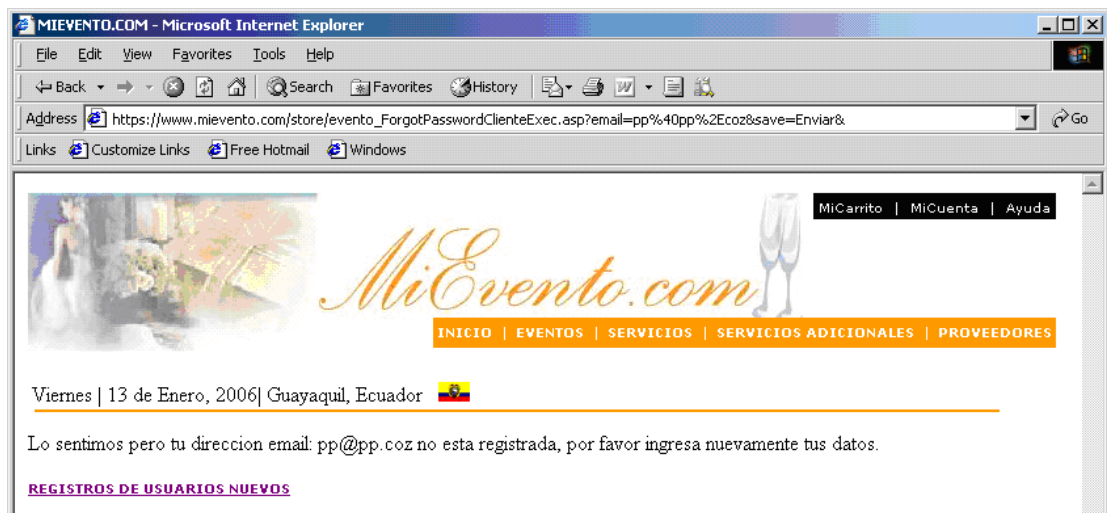 MIEVENTO.COM - Microsoft Internet Explorer
File Edit View Favorites Tools Help
Back Search Favorites History
Address https://www.mievento.com/store/evento_ForgotPasswordClienteExec.asp?email=pp%40pp%2Ecoz&save=Enviar& Go
Links Customize Links Free Hotmail Windows
MiCarrito | MiCuenta | Ayuda
MiEvento.com
INICIO | EVENTOS | SERVICIOS | SERVICIOS ADICIONALES | PROVEEDORES
Viernes | 13 de Enero, 2006| Guayaquil, Ecuador
Lo sentimos pero tu direccion email: pp@pp.coz no esta registrada, por favor ingresa nuevamente tus datos.
REGISTROS DE USUARIOS NUEVOS